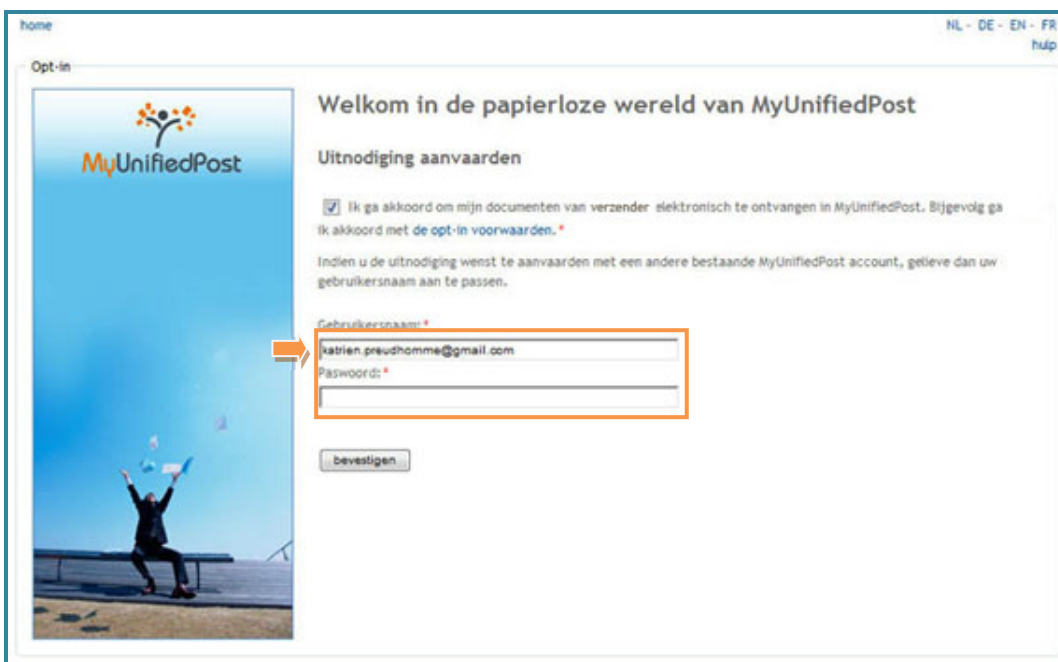 home
NL - DE - EN - FR
hulp
Opt-in
MyUnifiedPost
Welkom in de papierloze wereld van MyUnifiedPost
Uitnodiging aanvaarden
Ik ga akkoord om mijn documenten van verzender elektronisch te ontvangen in MyUnifiedPost. Bijgevolg ga
ik akkoord met de opt-in voorwaarden. *
Indien u de uitnodiging wenst te aanvaarden met een andere bestaande MyUnifiedPost account, gelieve dan uw
gebruikersnaam aan te passen.
Gebruikersnaam: *
katrien.preudhomme@gmail.com
Paswoord: *
bevestigen